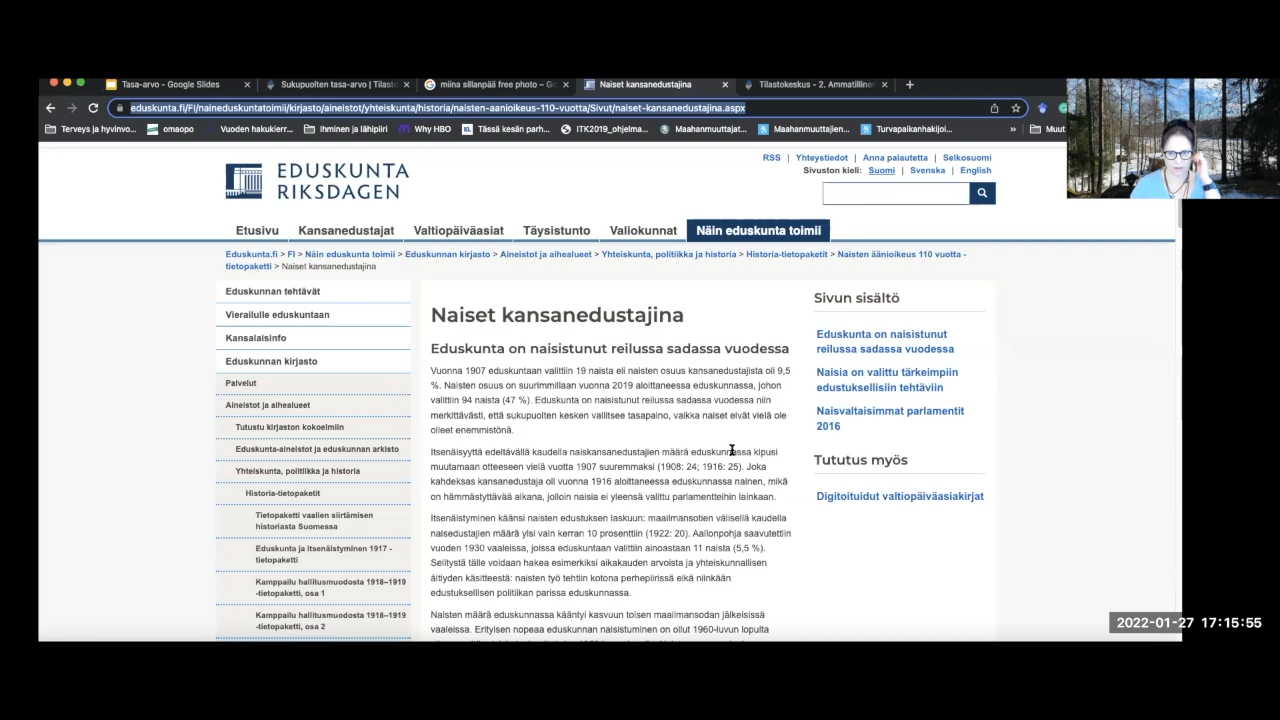 Tasa-arvo - Google Slides
Sukupuolten tasa-arvo | Tilast
miina sillanpää free photo – G
Naiset kansanedustajina
Tilastokeskus - 2. Ammatilline
eduskunta.fi/FI/naineduskuntatoimii/kirjasto/aineistot/yhteiskunta/historia/naisten-aanioikeus-110-vuotta/Sivut/naiset-kansanedustajina.aspx
Terveys ja hyvinvo...
omaopo
Vuoden hakukierr...
Ihminen ja lähipiiri
Why HBO
Tässä kesän parh...
ITK2019_ohjelma...
Maahanmuuttajat...
Maahanmuuttajien...
Turvapaikanhakijoi...
»
Muut
EDUSKUNTA
RIKSDAGEN
RSS | Yhteystiedot | Anna palautetta | Selkosuomi
Sivuston kieli: Suomi | Svenska | English
Etusivu Kansanedustajat Valtiopäiväasiat Täysistunto Valiokunnat Näin eduskunta toimii
Eduskunta.fi > FI > Näin eduskunta toimii > Eduskunnan kirjasto > Aineistot ja aihealueet > Yhteiskunta, politiikka ja historia > Historia-tietopaketit > Naisten äänioikeus 110 vuotta -
tietopaketti > Naiset kansanedustajina
Eduskunnan tehtävät
Vierailulle eduskuntaan
Kansalaisinfo
Eduskunnan kirjasto
Palvelut
Aineistot ja aihealueet
Tutustu kirjaston kokoelmiin
Eduskunta-aineistot ja eduskunnan arkisto
Yhteiskunta, politiikka ja historia
Historia-tietopaketit
Tietopaketti vaalien siirtämisen
historiasta Suomessa
Eduskunta ja itsenäistyminen 1917 -
tietopaketti
Kamppailu hallitusmuodosta 1918–1919
-tietopaketti, osa 1
Kamppailu hallitusmuodosta 1918–1919
-tietopaketti, osa 2
Naiset kansanedustajina
Eduskunta on naisistunut reilussa sadassa vuodessa
Vuonna 1907 eduskuntaan valittiin 19 naista eli naisten osuus kansanedustajista oli 9,5
%. Naisten osuus on suurimmillaan vuonna 2019 aloittaneessa eduskunnassa, johon
valittiin 94 naista (47 %). Eduskunta on naisistunut reilussa sadassa vuodessa niin
merkittävästi, että sukupuolten kesken vallitsee tasapaino, vaikka naiset eivät vielä ole
olleet enemmistönä.
Itsenäisyyttä edeltävällä kaudella naiskansanedustajien määrä eduskunnassa kipusi
muutamaan otteeseen vielä vuotta 1907 suuremmaksi (1908: 24; 1916: 25). Joka
kahdeksas kansanedustaja oli vuonna 1916 aloittaneessa eduskunnassa nainen, mikä
on hämmästyttävää aikana, jolloin naisia ei yleensä valittu parlamentteihin lainkaan.
Itsenäistyminen käänsi naisten edustuksen laskuun: maailmansotien välisellä kaudella
naisedustajien määrä ylsi vain kerran 10 prosenttiin (1922: 20). Aallonpohja saavutettiin
vuoden 1930 vaaleissa, joissa eduskuntaan valittiin ainoastaan 11 naista (5,5 %).
Selitystä tälle voidaan hakea esimerkiksi aikakauden arvoista ja yhteiskunnallisen
äitiyden käsitteestä: naisten työ tehtiin kotona perhepiirissä eikä niinkään
edustuksellisen politiikan parissa eduskunnassa.
Naisten määrä eduskunnassa kääntyi kasvuun toisen maailmansodan jälkeisissä
vaaleissa. Erityisen nopeaa eduskunnan naisistuminen on ollut 1960-luvun lopulta
Sivun sisältö
Eduskunta on naisistunut
reilussa sadassa vuodessa
Naisia on valittu tärkeimpiin
edustuksellisiin tehtäviin
Naisvaltaisimmat parlamentit
2016
Tututus myös
Digitoituidut valtiopäiväasiakirjat
2022-01-27 17:15:55